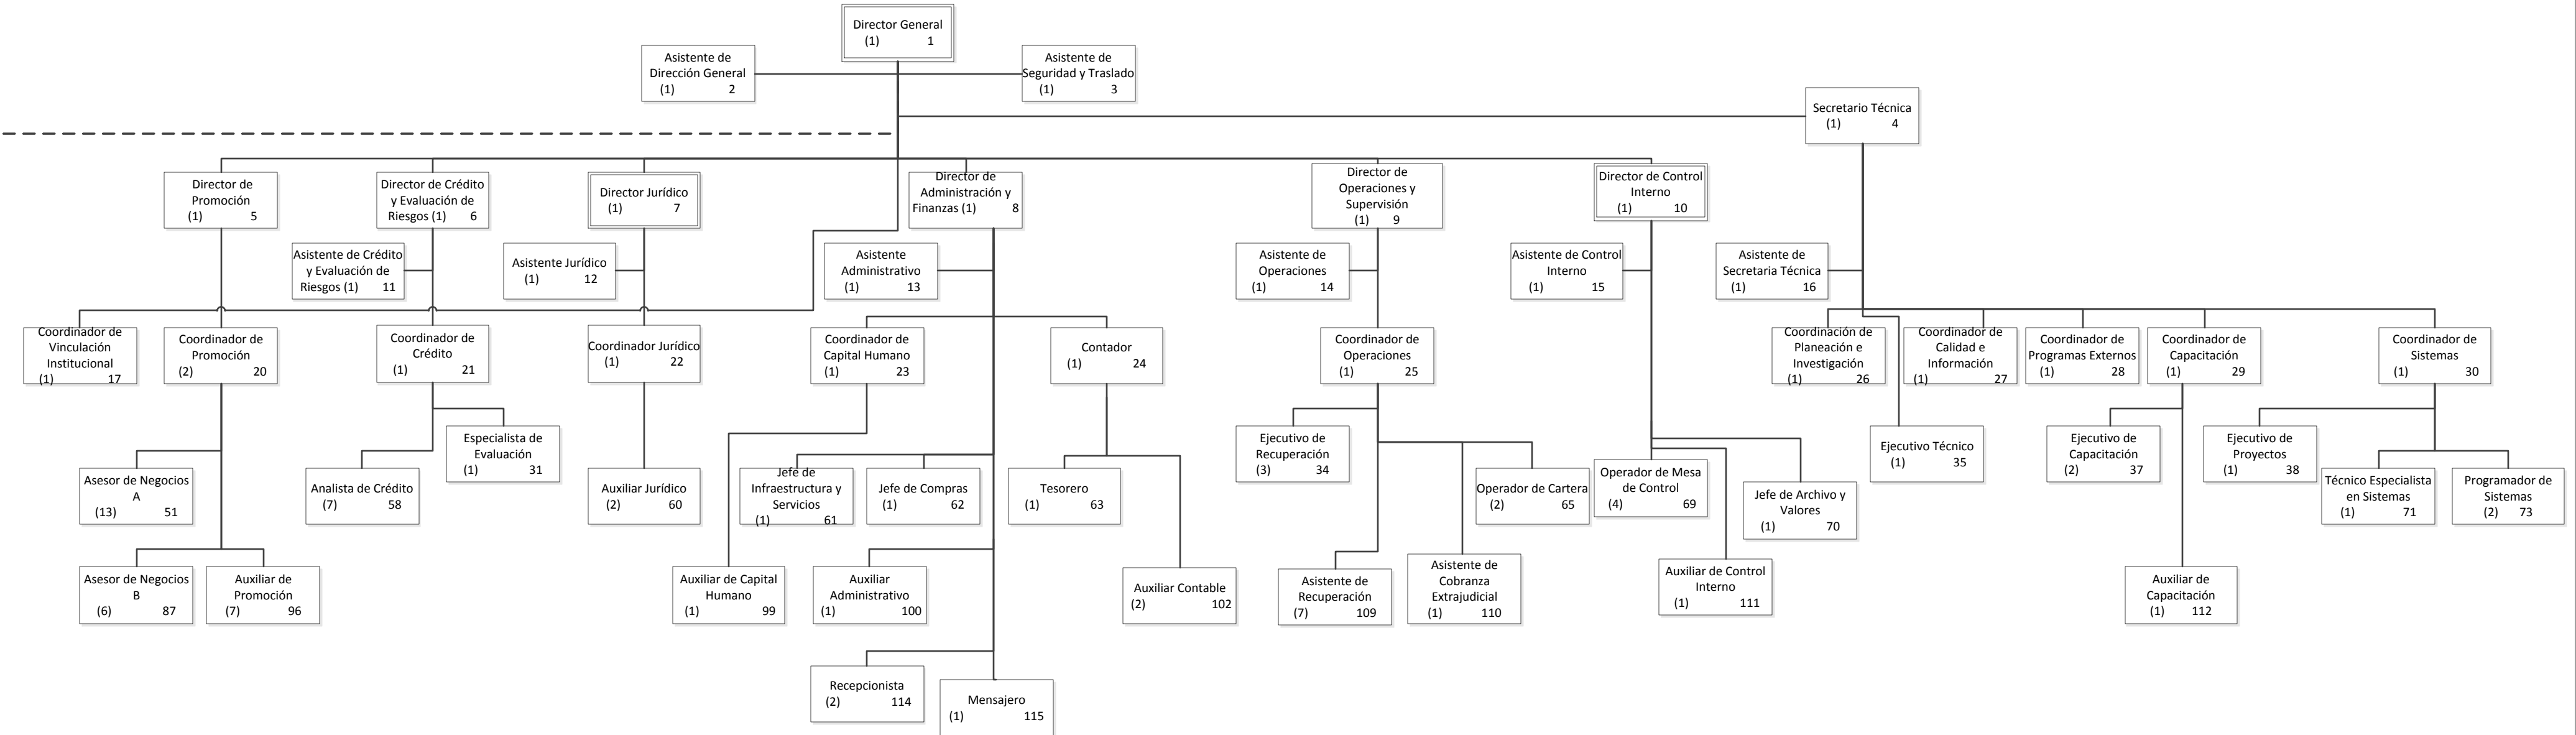 Director General
(1) 1
Asistente de
Dirección General
(1) 2
Asistente de
Seguridad y Traslado
(1) 3
Secretario Técnica
(1) 4
Director de
Promoción
(1) 5
Director de Crédito
y Evaluación de
Riesgos (1) 6
Director Jurídico
(1) 7
Director de
Administración y
Finanzas (1) 8
Director de
Operaciones y
Supervisión
(1) 9
Director de Control
Interno
(1) 10
Asistente de Crédito
y Evaluación de
Riesgos (1) 11
Asistente Jurídico
(1) 12
Asistente
Administrativo
(1) 13
Asistente de
Operaciones
(1) 14
Asistente de Control
Interno
(1) 15
Asistente de
Secretaria Técnica
(1) 16
Coordinador de
Vinculación
Institucional
(1) 17
Coordinador de
Promoción
(2) 20
Coordinador de
Crédito
(1) 21
Coordinador Jurídico
(1) 22
Coordinador de
Capital Humano
(1) 23
Contador
(1) 24
Coordinador de
Operaciones
(1) 25
Coordinación de
Planeación e
Investigación
(1) 26
Coordinador de
Calidad e
Información
(1) 27
Coordinador de
Programas Externos
(1) 28
Coordinador de
Capacitación
(1) 29
Coordinador de
Sistemas
(1) 30
Especialista de
Evaluación
(1) 31
Ejecutivo de
Recuperación
(3) 34
Ejecutivo Técnico
(1) 35
Ejecutivo de
Capacitación
(2) 37
Ejecutivo de
Proyectos
(1) 38
Asesor de Negocios
A
(13) 51
Analista de Crédito
(7) 58
Auxiliar Jurídico
(2) 60
Jefe de
Infraestructura y
Servicios
(1) 61
Jefe de Compras
(1) 62
Tesorero
(1) 63
Operador de Cartera
(2) 65
Operador de Mesa
de Control
(4) 69
Jefe de Archivo y
Valores
(1) 70
Técnico Especialista
en Sistemas
(1) 71
Programador de
Sistemas
(2) 73
Asesor de Negocios
B
(6) 87
Auxiliar de
Promoción
(7) 96
Auxiliar de Capital
Humano
(1) 99
Auxiliar
Administrativo
(1) 100
Auxiliar Contable
(2) 102
Asistente de
Recuperación
(7) 109
Asistente de
Cobranza
Extrajudicial
(1) 110
Auxiliar de Control
Interno
(1) 111
Auxiliar de
Capacitación
(1) 112
Recepcionista
(2) 114
Mensajero
(1) 115